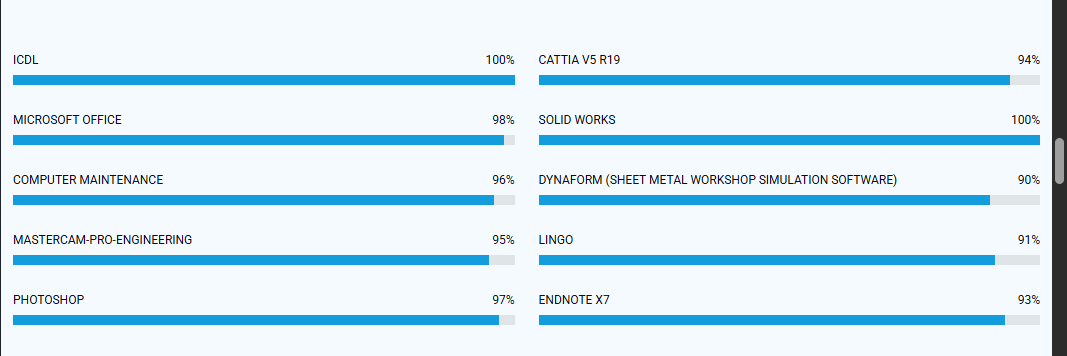 ICDL 100%
MICROSOFT OFFICE 98%
COMPUTER MAINTENANCE 96%
MASTERCAM-PRO-ENGINEERING 95%
PHOTOSHOP 97%
CATTIA V5 R19 94%
SOLID WORKS 100%
DYNAFORM (SHEET METAL WORKSHOP SIMULATION SOFTWARE) 90%
LINGO 91%
ENDNOTE X7 93%